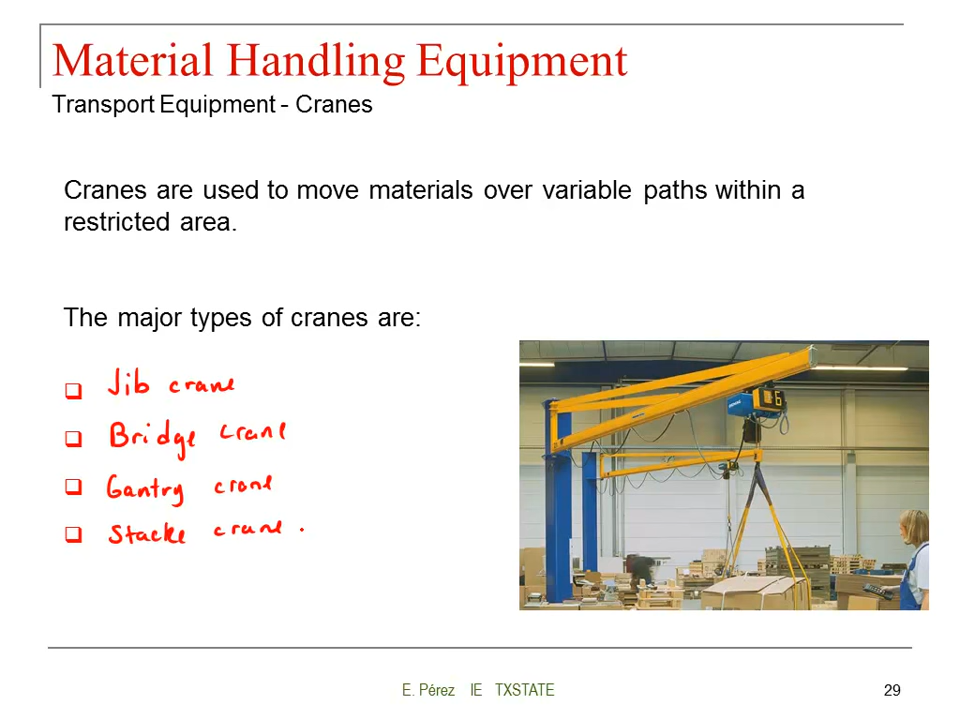 Material Handling Equipment
Transport Equipment - Cranes
Cranes are used to move materials over variable paths within a
restricted area.
The major types of cranes are:
Jib crane
Bridge crane
Gantry crane
Stacke crane
6
E. Pérez IE TXSTATE
29